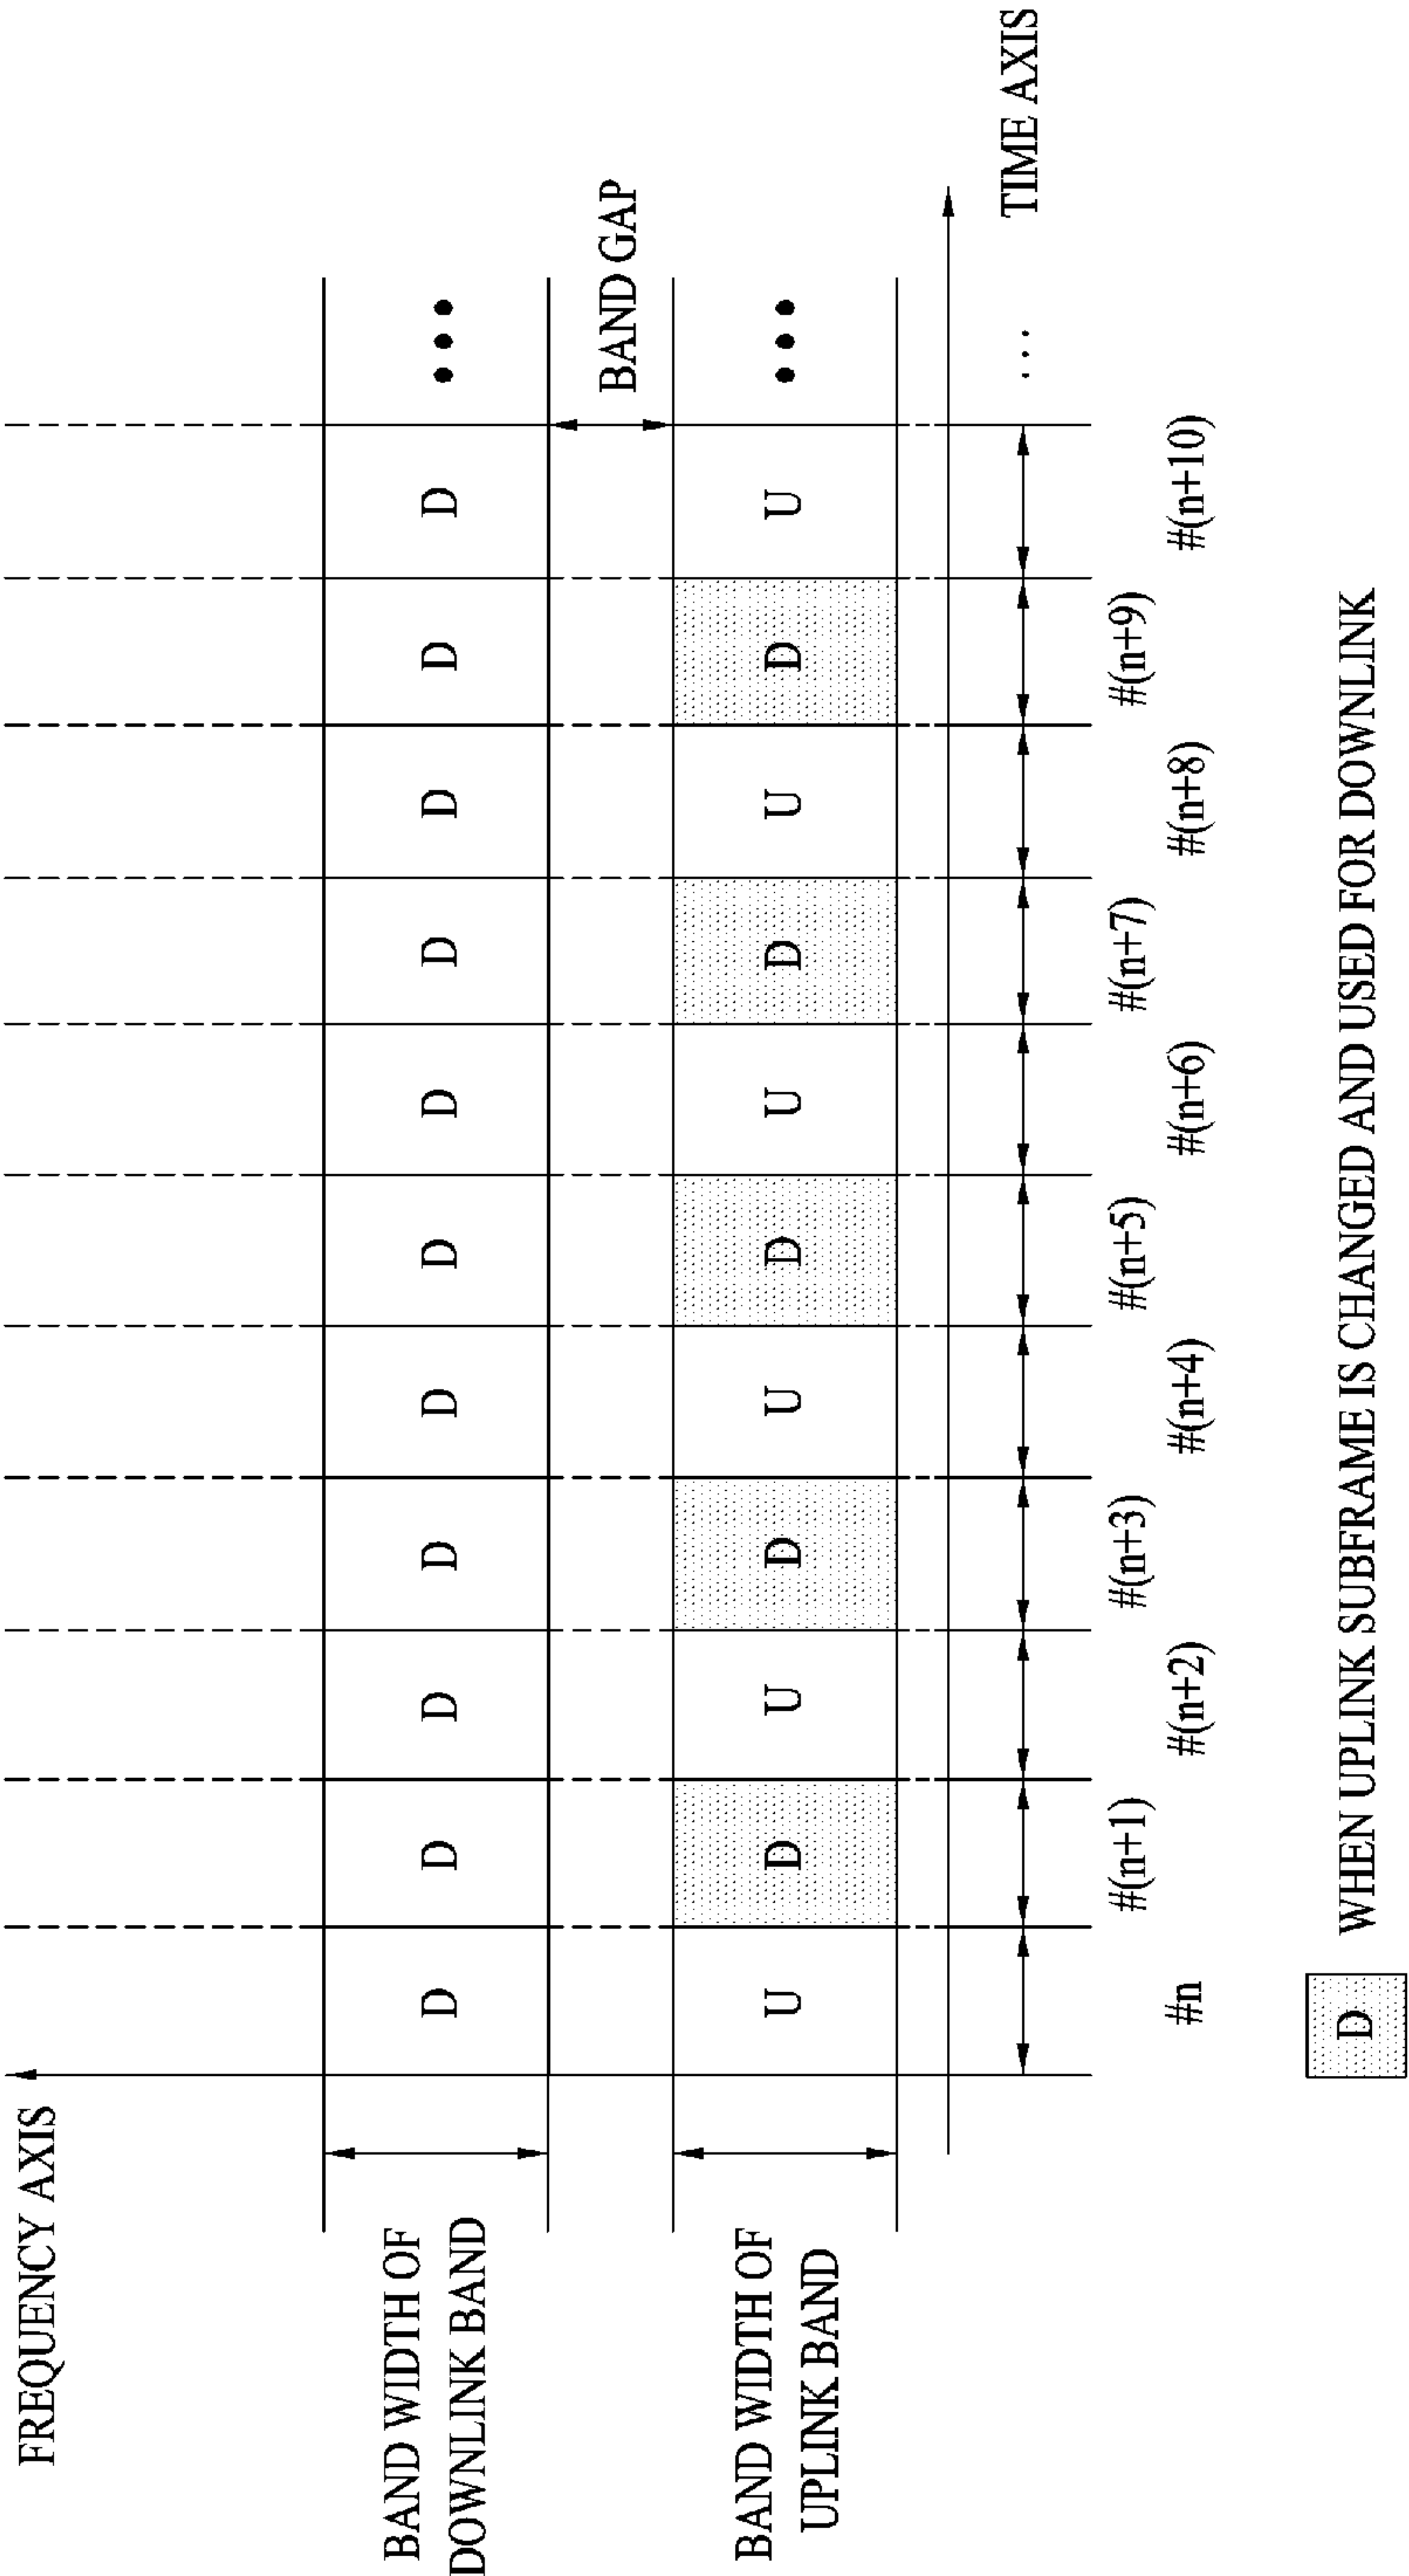 FREQUENCY AXIS
BAND WIDTH OF
DOWNLINK BAND
D D D D D D D D D D D •••
BAND GAP
BAND WIDTH OF
UPLINK BAND
U D U D U D U D U D U •••
TIME AXIS
...
#(n+1) #(n+3) #(n+5) #(n+7) #(n+9)
#n #(n+2) #(n+4) #(n+6) #(n+8) #(n+10)
D WHEN UPLINK SUBFRAME IS CHANGED AND USED FOR DOWNLINK